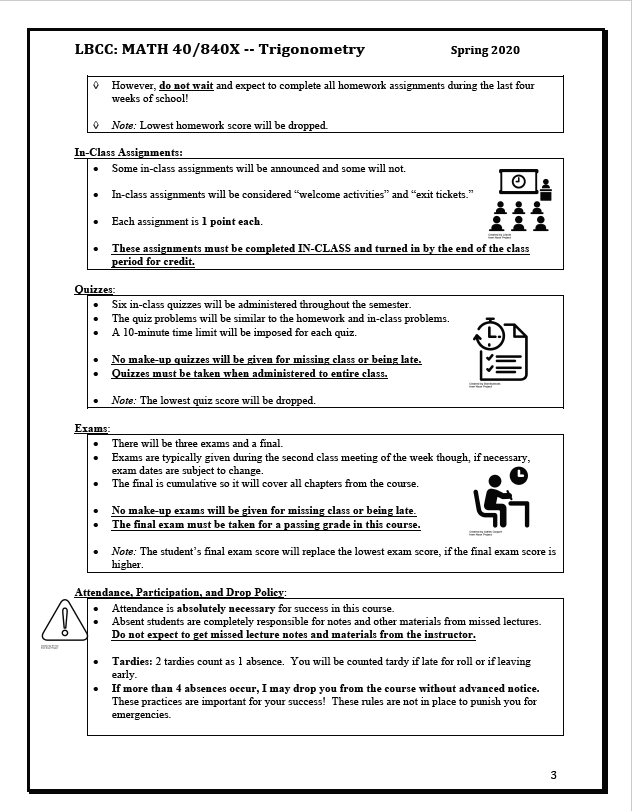 LBCC: MATH 40/840X -- Trigonometry Spring 2020
◊ However, do not wait and expect to complete all homework assignments during the last four
weeks of school!
◊ Note: Lowest homework score will be dropped.
In-Class Assignments:
• Some in-class assignments will be announced and some will not.
• In-class assignments will be considered “welcome activities” and “exit tickets.”
• Each assignment is 1 point each.
• These assignments must be completed IN-CLASS and turned in by the end of the class
period for credit.
Quizzes:
• Six in-class quizzes will be administered throughout the semester.
• The quiz problems will be similar to the homework and in-class problems.
• A 10-minute time limit will be imposed for each quiz.
• No make-up quizzes will be given for missing class or being late.
• Quizzes must be taken when administered to entire class.
• Note: The lowest quiz score will be dropped.
Exams:
• There will be three exams and a final.
• Exams are typically given during the second class meeting of the week though, if necessary,
exam dates are subject to change.
• The final is cumulative so it will cover all chapters from the course.
• No make-up exams will be given for missing class or being late.
• The final exam must be taken for a passing grade in this course.
• Note: The student’s final exam score will replace the lowest exam score, if the final exam score is
higher.
Attendance, Participation, and Drop Policy:
• Attendance is absolutely necessary for success in this course.
• Absent students are completely responsible for notes and other materials from missed lectures.
Do not expect to get missed lecture notes and materials from the instructor.
• Tardies: 2 tardies count as 1 absence. You will be counted tardy if late for roll or if leaving
early.
• If more than 4 absences occur, I may drop you from the course without advanced notice.
These practices are important for your success! These rules are not in place to punish you for
emergencies.
3